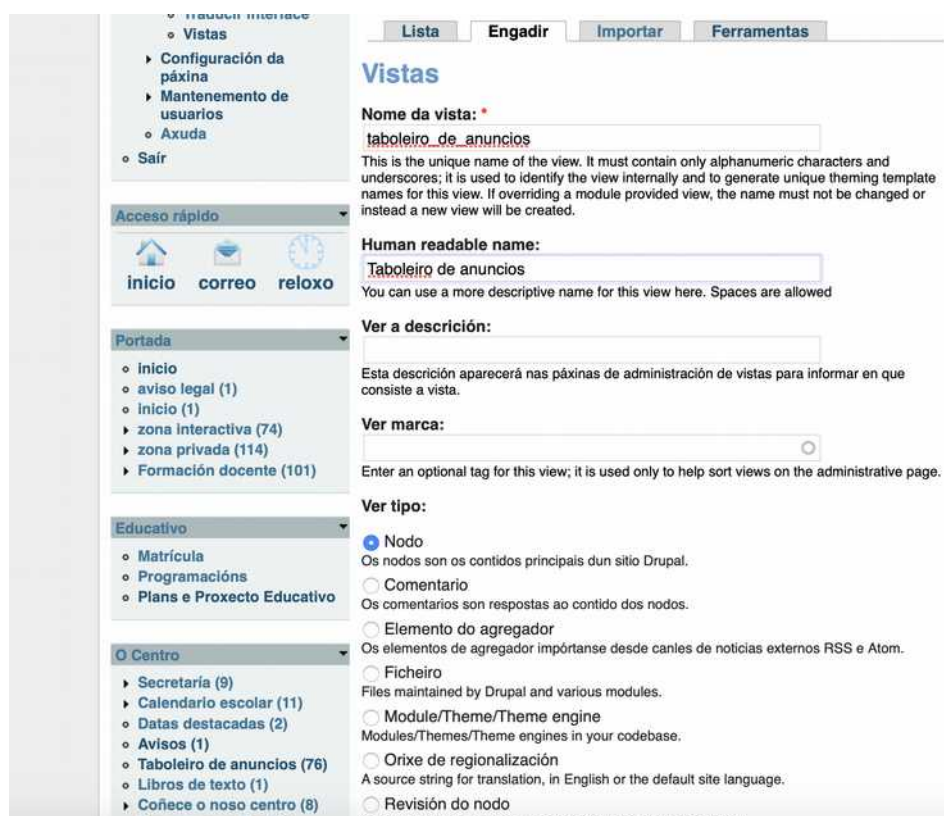 Traducir interface
Vistas
Configuración da
páxina
Mantenemento de
usuarios
Axuda
Saír
Acceso rápido
inicio correo reloxo
Portada
inicio
aviso legal (1)
inicio (1)
zona interactiva (74)
zona privada (114)
Formación docente (101)
Educativo
Matrícula
Programacións
Plans e Proxecto Educativo
O Centro
Secretaría (9)
Calendario escolar (11)
Datas destacadas (2)
Avisos (1)
Taboleiro de anuncios (76)
Libros de texto (1)
Coñece o noso centro (8)
Lista Engadir Importar Ferramentas
Vistas
Nome da vista: *
taboleiro_de_anuncios
This is the unique name of the view. It must contain only alphanumeric characters and
underscores; it is used to identify the view internally and to generate unique theming template
names for this view. If overriding a module provided view, the name must not be changed or
instead a new view will be created.
Human readable name:
Taboleiro de anuncios
You can use a more descriptive name for this view here. Spaces are allowed
Ver a descrición:
Esta descrición aparecerá nas páxinas de administración de vistas para informar en que
consiste a vista.
Ver marca:
Enter an optional tag for this view; it is used only to help sort views on the administrative page.
Ver tipo:
Nodo
Os nodos son os contidos principais dun sitio Drupal.
Comentario
Os comentarios son respostas ao contido dos nodos.
Elemento do agregador
Os elementos de agregador impórtanse desde canles de noticias externos RSS e Atom.
Ficheiro
Files maintained by Drupal and various modules.
Module/Theme/Theme engine
Modules/Themes/Theme engines in your codebase.
Orixe de regionalización
A source string for translation, in English or the default site language.
Revisión do nodo